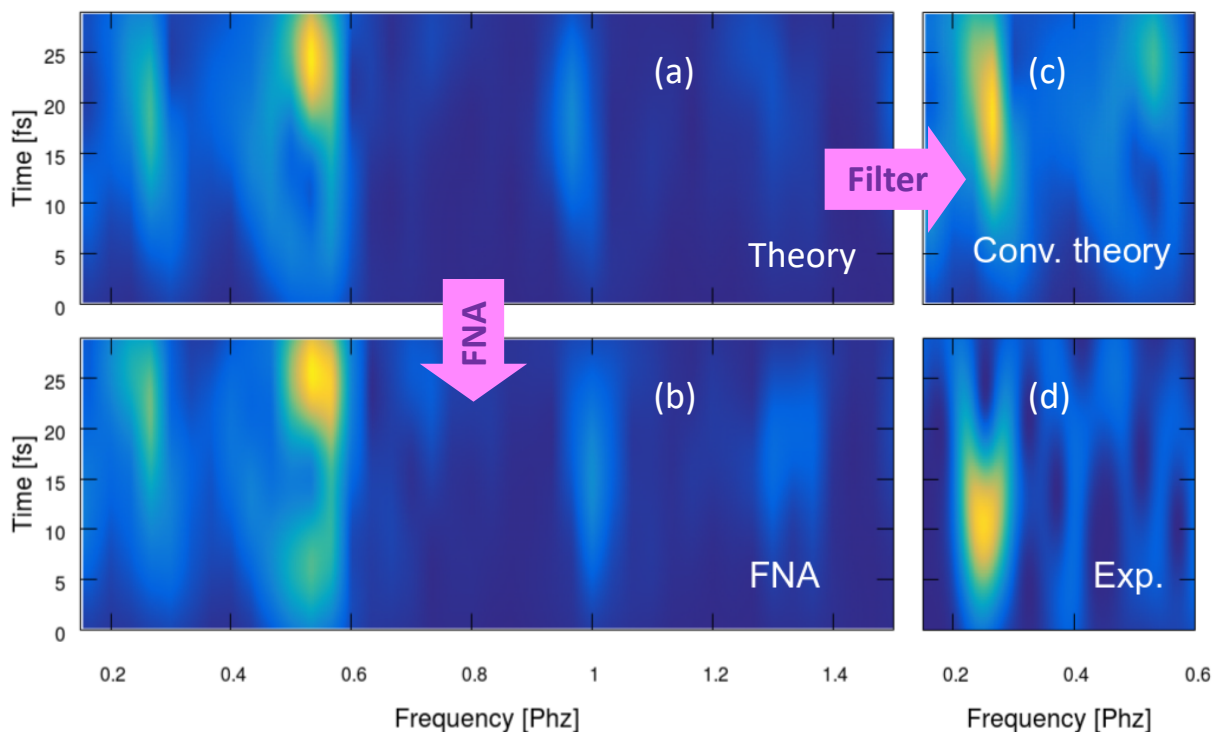 25
20
15
10
5
0
Time [fs]
(a)
Theory
Filter
(c)
Conv. theory
FNA
25
20
15
10
5
0
Time [fs]
(b)
FNA
(d)
Exp.
0.2 0.4 0.6 0.8 1 1.2 1.4
Frequency [Phz]
0.2 0.4 0.6
Frequency [Phz]